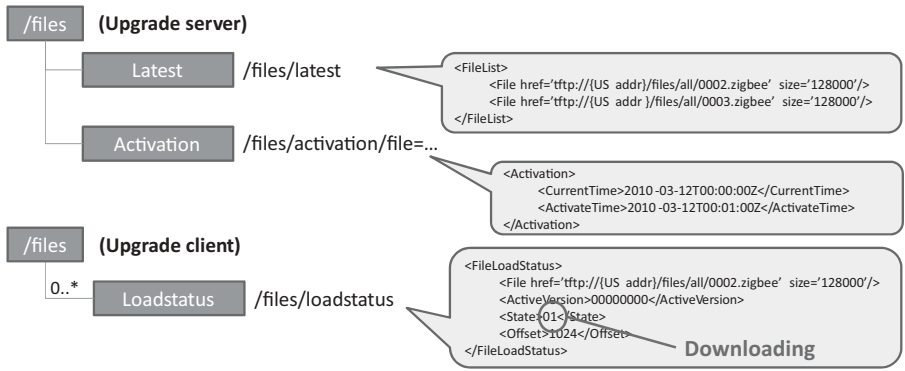 /files (Upgrade server)
Latest /files/latest
<FileList>
<File href='tftp://{US addr}/files/all/0002.zigbee' size='128000'/>
<File href='tftp://{US addr }/files/all/0003.zigbee' size='128000'/>
</FileList>
Activation /files/activation/file=...
<Activation>
<CurrentTime>2010-03-12T00:00:00Z</CurrentTime>
<ActivateTime>2010-03-12T00:01:00Z</ActivateTime>
</Activation>
/files (Upgrade client)
0..*
Loadstatus /files/loadstatus
<FileLoadStatus>
<File href='tftp://{US addr}/files/all/0002.zigbee' size='128000'/>
<ActiveVersion>00000000</ActiveVersion>
<State>01</State>
<Offset>1024</Offset>
</FileLoadStatus>
Downloading